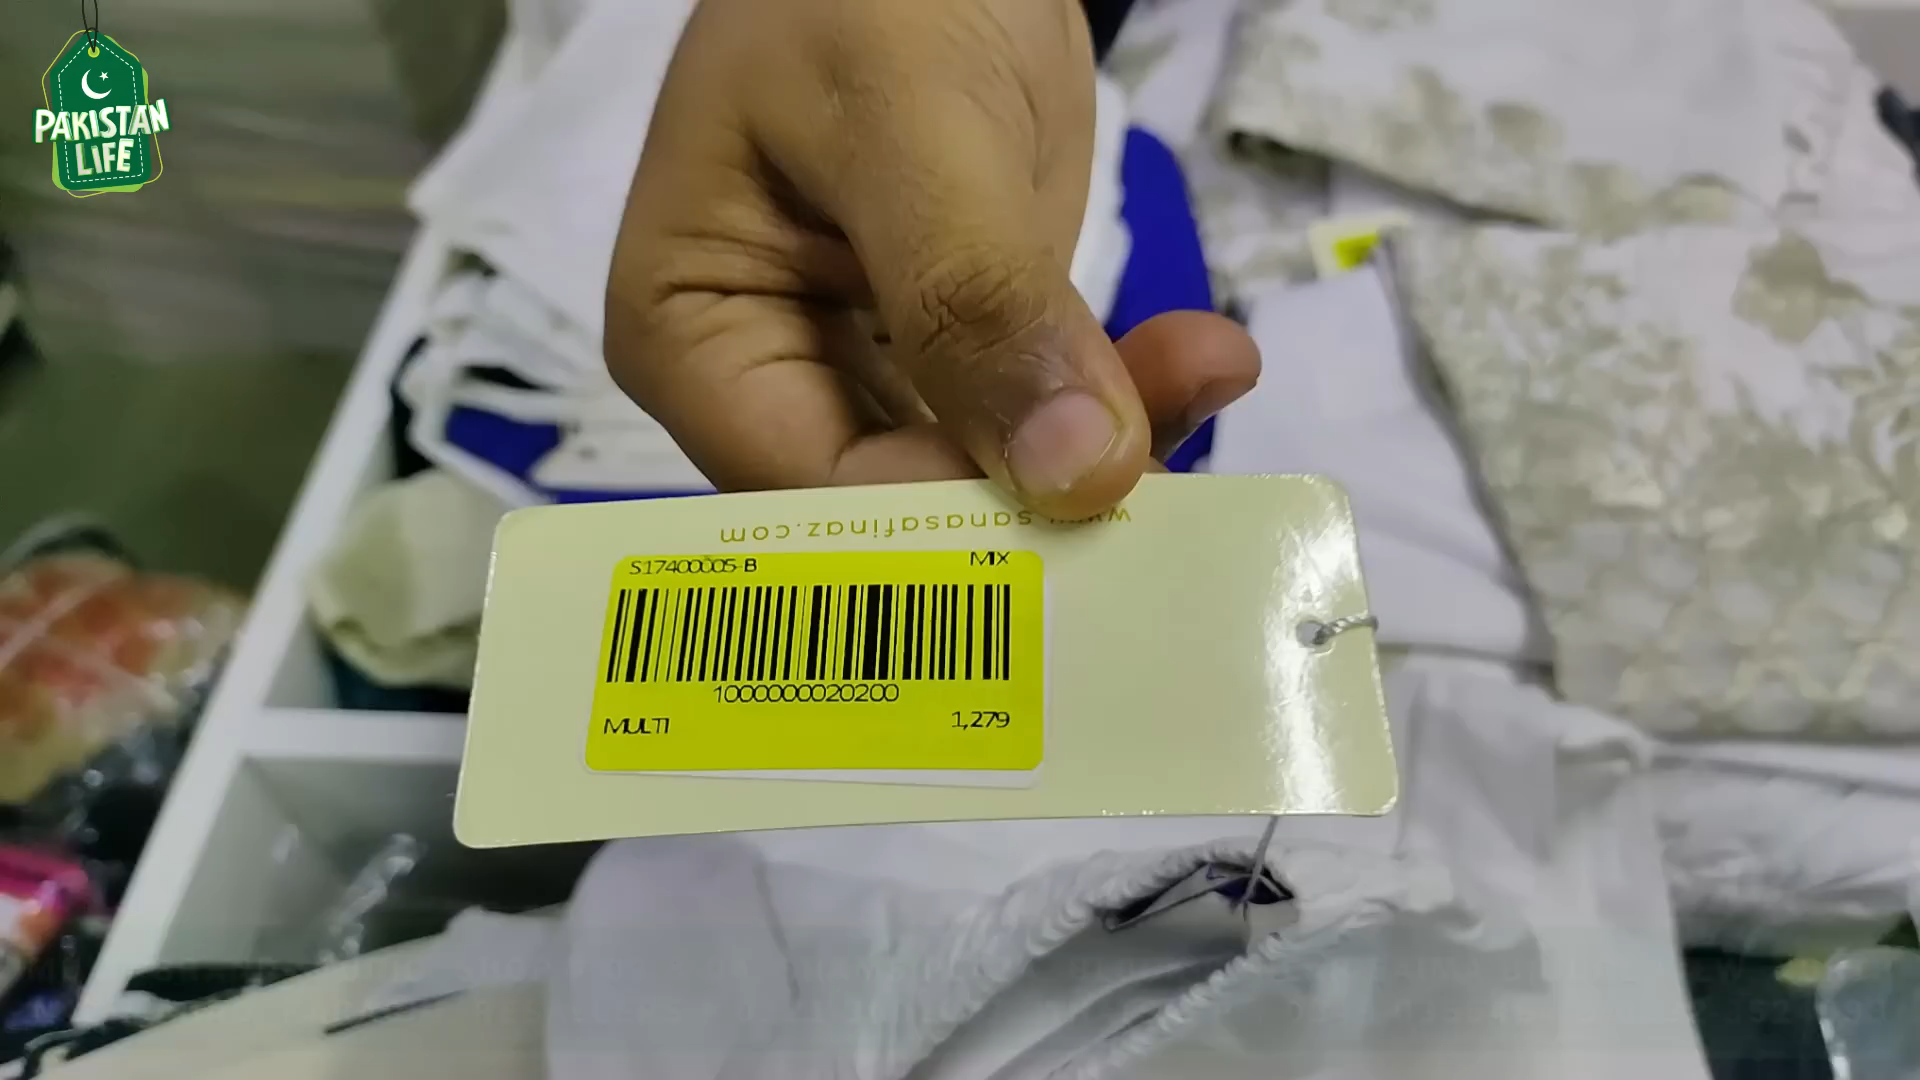 PAKISTAN
LIFE
www.sanasafinaz.com
S17400005-B MIX
1000000020200
MULTI 1,279